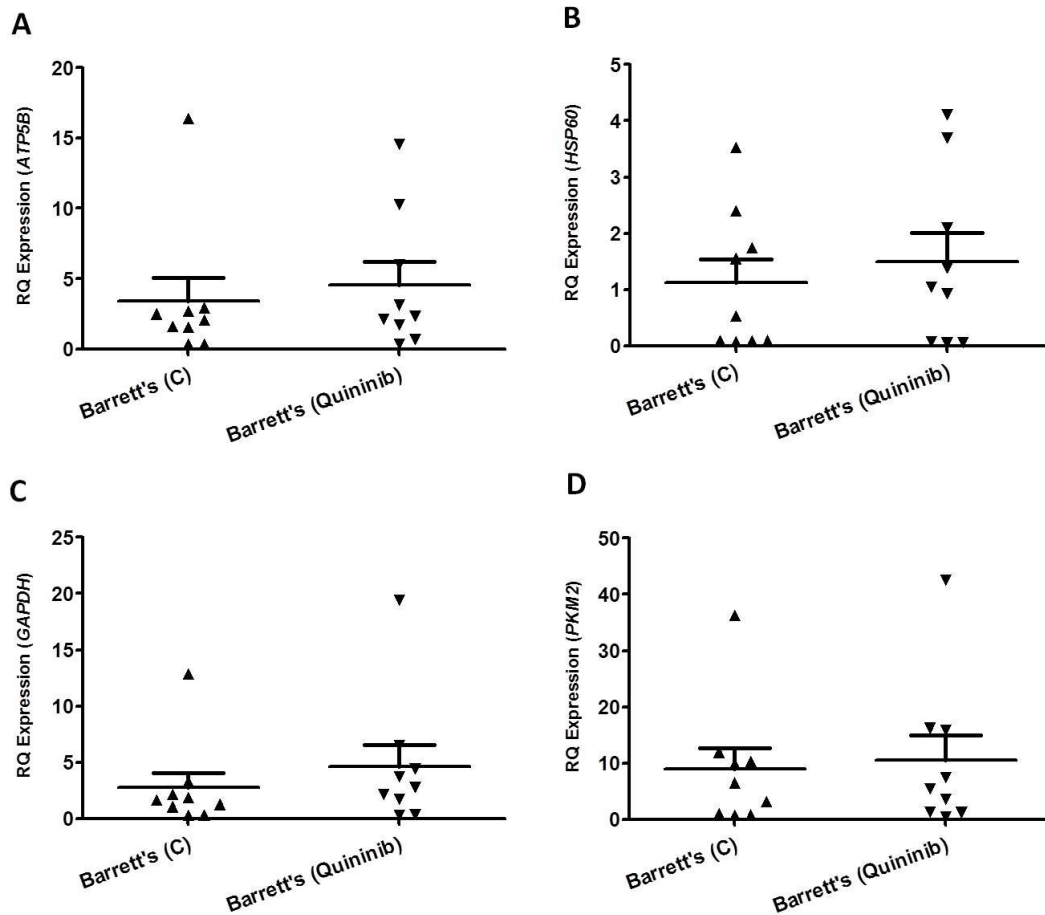 A
RQ Expression (ATP5B)
20
15
10
5
0
Barrett's (C)
Barrett's (Quininib)
B
RQ Expression (HSP60)
5
4
3
2
1
0
Barrett's (C)
Barrett's (Quininib)
C
RQ Expression (GAPDH)
25
20
15
10
5
0
Barrett's (C)
Barrett's (Quininib)
D
RQ Expression (PKM2)
50
40
30
20
10
0
Barrett's (C)
Barrett's (Quininib)